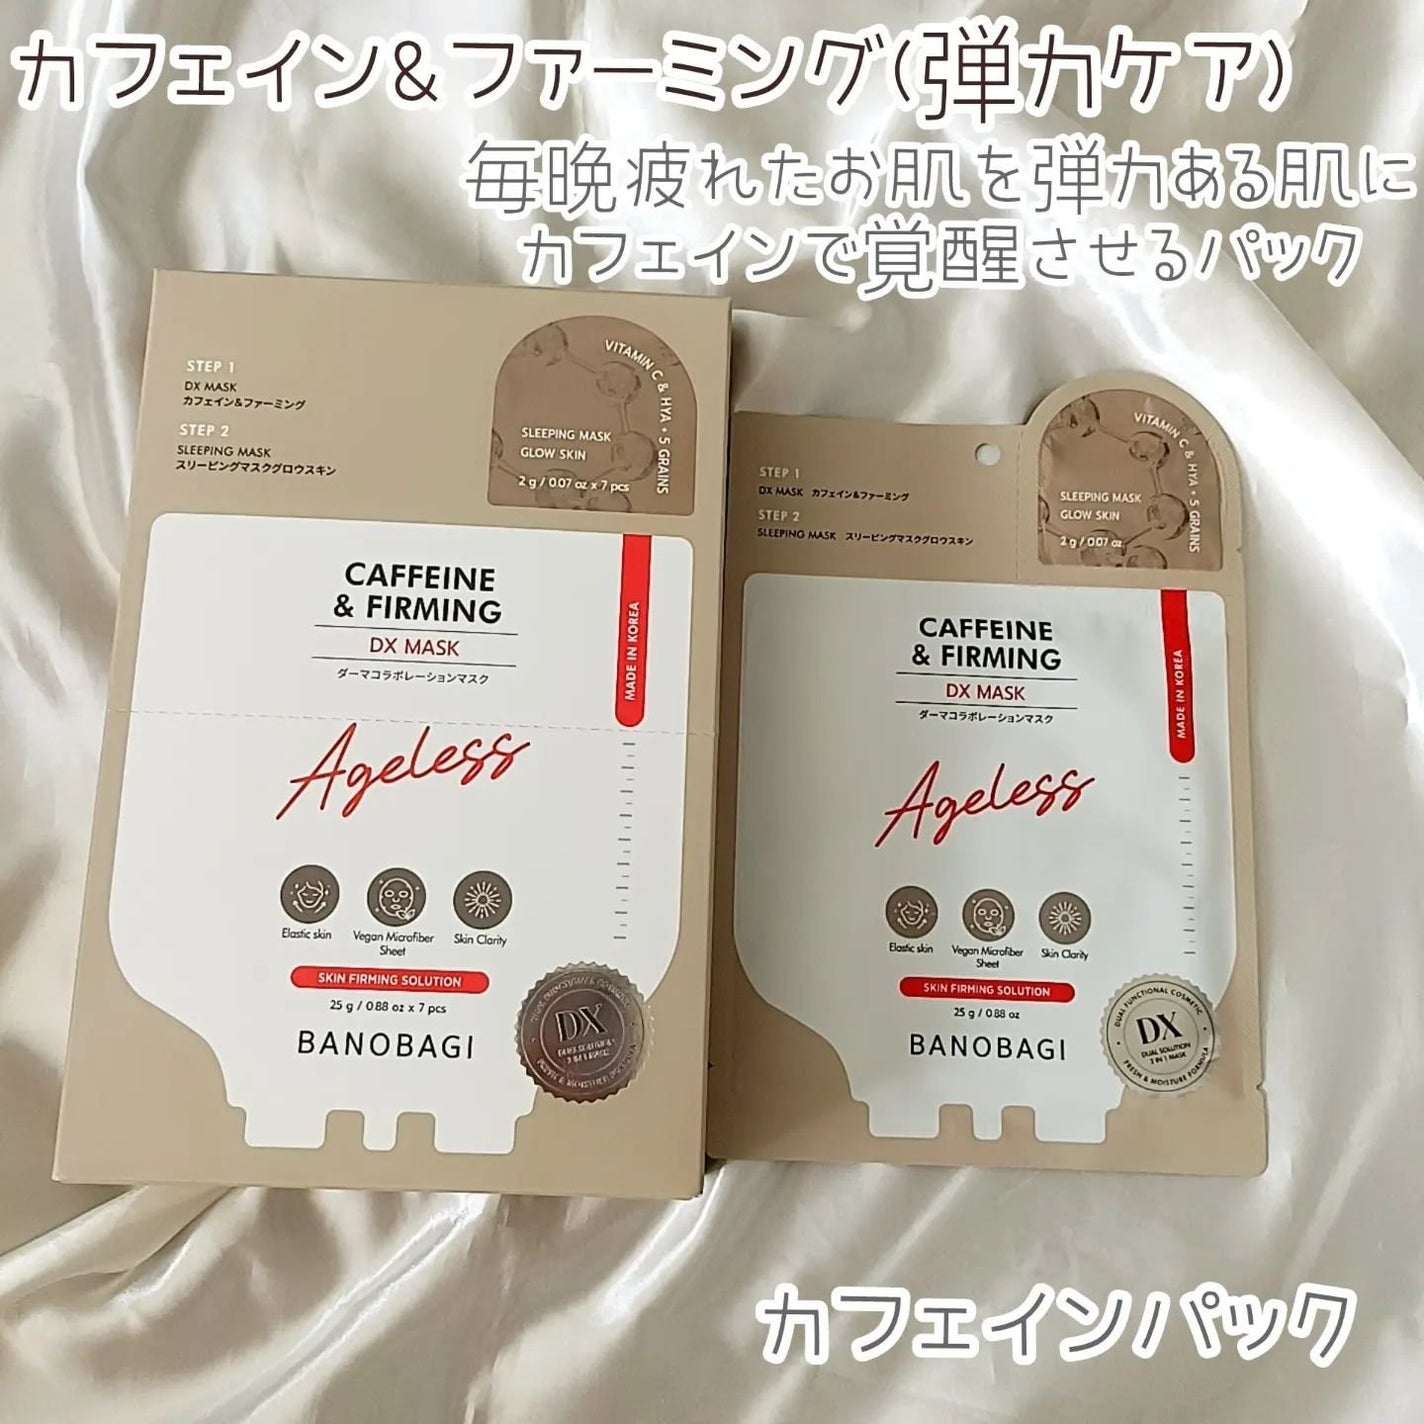 カフェイン&ファーミング(弾力ケア)
毎晩疲れたお肌を弾力ある肌に
カフェインで覚醒させるパック
STEP 1
DX MASK
カフェイン&ファーミング
STEP 2
SLEEPING MASK
スリーピングマスクグロウスキン
VITAMIN C & HYA + 5 GRAINS
SLEEPING MASK
GLOW SKIN
2 g / 0.07 oz x 7 pcs
CAFFEINE
& FIRMING
DX MASK
ダーマコラボレーションマスク
MADE IN KOREA
Ageless
Elastic skin
Vegan Microfiber
Sheet
Skin Clarity
SKIN FIRMING SOLUTION
25 g / 0.88 oz x 7 pcs
BANOBAGI
DUAL FUNCTIONAL COSMETIC
DX
DUAL SOLUTION
2 IN 1 MASK
FRESH & MOISTURE FORMULA
STEP 1
DX MASK カフェイン&ファーミング
STEP 2
SLEEPING MASK スリーピングマスクグロウスキン
VITAMIN C & HYA + 5 GRAINS
SLEEPING MASK
GLOW SKIN
2 g / 0.07 oz
CAFFEINE
& FIRMING
DX MASK
ダーマコラボレーションマスク
MADE IN KOREA
Ageless
Elastic skin
Vegan Microfiber
Sheet
Skin Clarity
SKIN FIRMING SOLUTION
25 g / 0.88 oz
BANOBAGI
DUAL FUNCTIONAL COSMETIC
DX
DUAL SOLUTION
2 IN 1 MASK
FRESH & MOISTURE FORMULA
カフェインパック